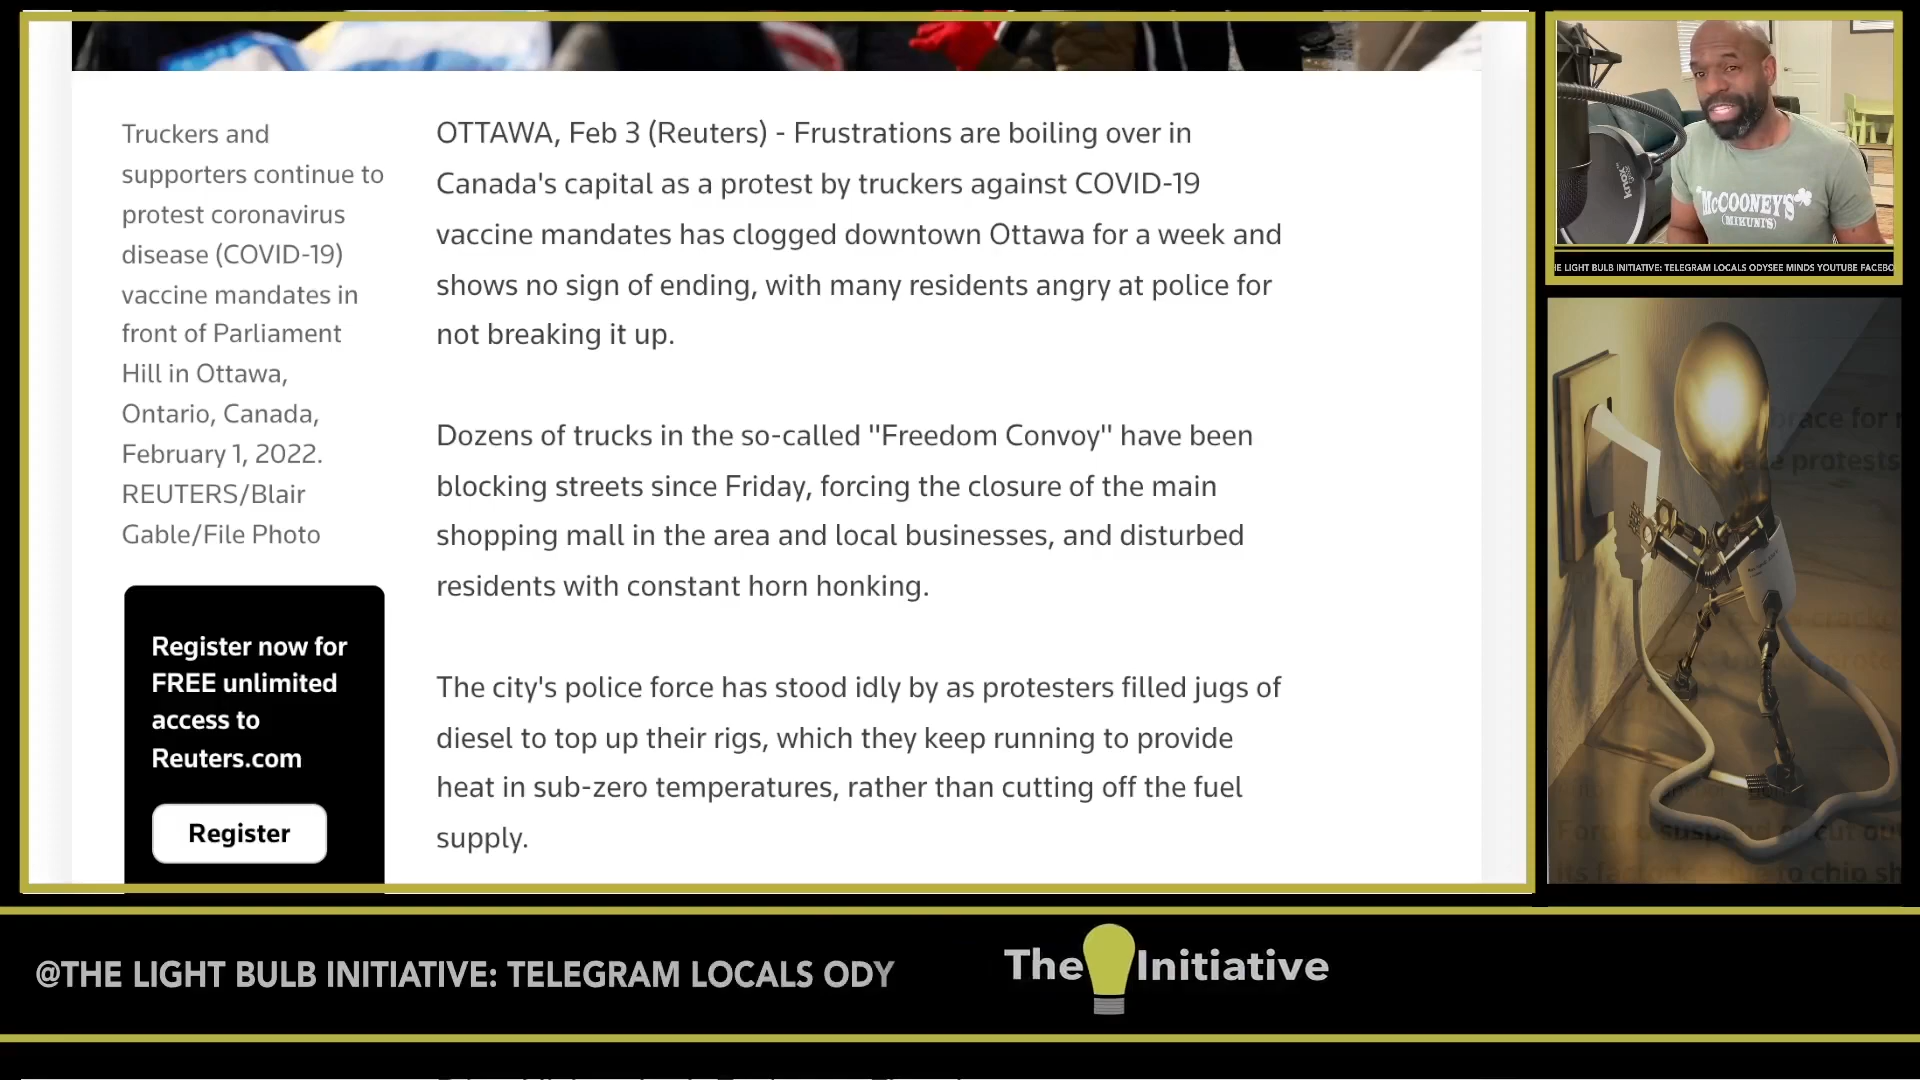 Truckers and
supporters continue to
protest coronavirus
disease (COVID-19)
vaccine mandates in
front of Parliament
Hill in Ottawa,
Ontario, Canada,
February 1, 2022.
REUTERS/Blair
Gable/File Photo
Register now for
FREE unlimited
access to
Reuters.com
Register
OTTAWA, Feb 3 (Reuters) - Frustrations are boiling over in
Canada's capital as a protest by truckers against COVID-19
vaccine mandates has clogged downtown Ottawa for a week and
shows no sign of ending, with many residents angry at police for
not breaking it up.
Dozens of trucks in the so-called "Freedom Convoy" have been
blocking streets since Friday, forcing the closure of the main
shopping mall in the area and local businesses, and disturbed
residents with constant horn honking.
The city's police force has stood idly by as protesters filled jugs of
diesel to top up their rigs, which they keep running to provide
heat in sub-zero temperatures, rather than cutting off the fuel
supply.
knox
McCOONEY'S
(MIKUNI'S)
HE LIGHT BULB INITIATIVE: TELEGRAM LOCALS ODYSEE MINDS YOUTUBE FACEBO
race for
protests
@THE LIGHT BULB INITIATIVE: TELEGRAM LOCALS ODY
The Initiative